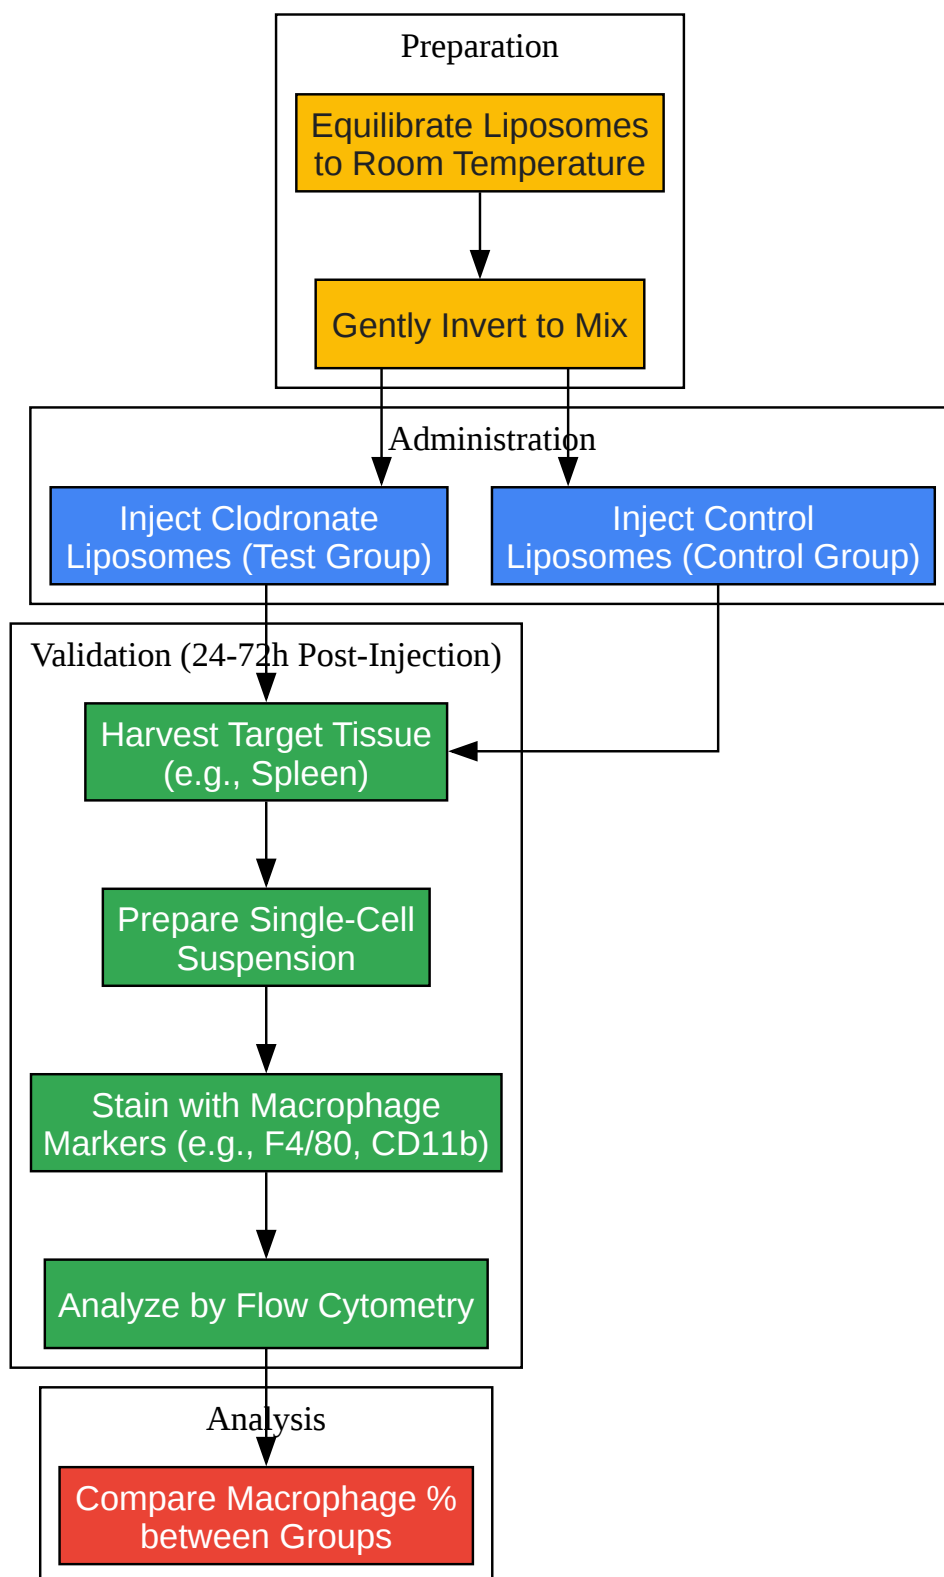 Preparation
Equilibrate Liposomes
to Room Temperature
Gently Invert to Mix
Administration
Inject Clodronate
Liposomes (Test Group)
Inject Control
Liposomes (Control Group)
Validation (24-72h Post-Injection)
Harvest Target Tissue
(e.g., Spleen)
Prepare Single-Cell
Suspension
Stain with Macrophage
Markers (e.g., F4/80, CD11b)
Analyze by Flow Cytometry
Analysis
Compare Macrophage %
between Groups